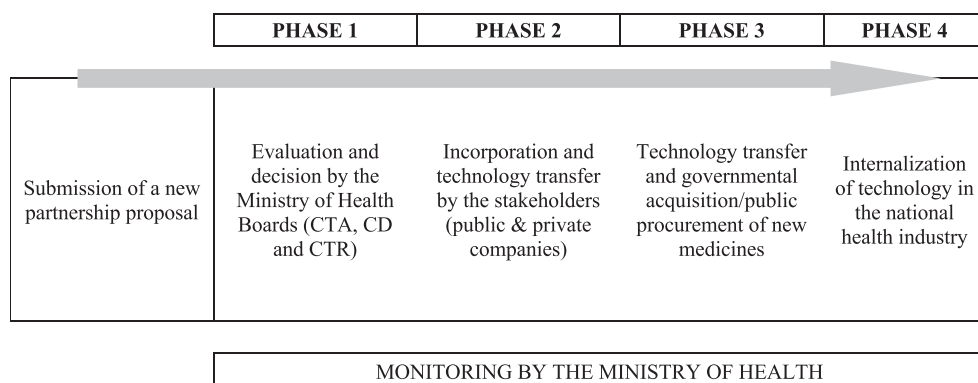 PHASE 1
PHASE 2
PHASE 3
PHASE 4
Submission of a new
partnership proposal
Evaluation and
decision by the
Ministry of Health
Boards (CTA, CD
and CTR)
Incorporation and
technology transfer
by the stakeholders
(public & private
companies)
Technology transfer
and governmental
acquisition/public
procurement of new
medicines
Internalization
of technology in
the national
health industry
MONITORING BY THE MINISTRY OF HEALTH